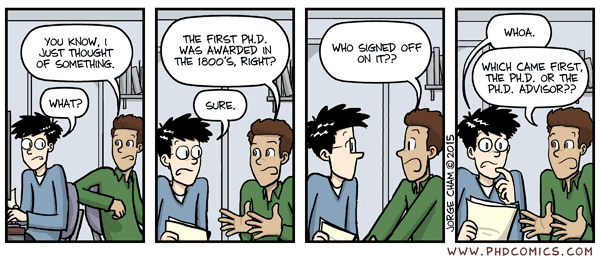 YOU KNOW, I
JUST THOUGHT
OF SOMETHING.
WHAT?
THE FIRST PH.D.
WAS AWARDED IN
THE 1800'S, RIGHT?
SURE.
WHO SIGNED OFF
ON IT??
WHOA.
WHICH CAME FIRST,
THE PH.D. OR THE
PH.D. ADVISOR??
JORGE CHAM © 2015
WWW.PHDCOMICS.COM